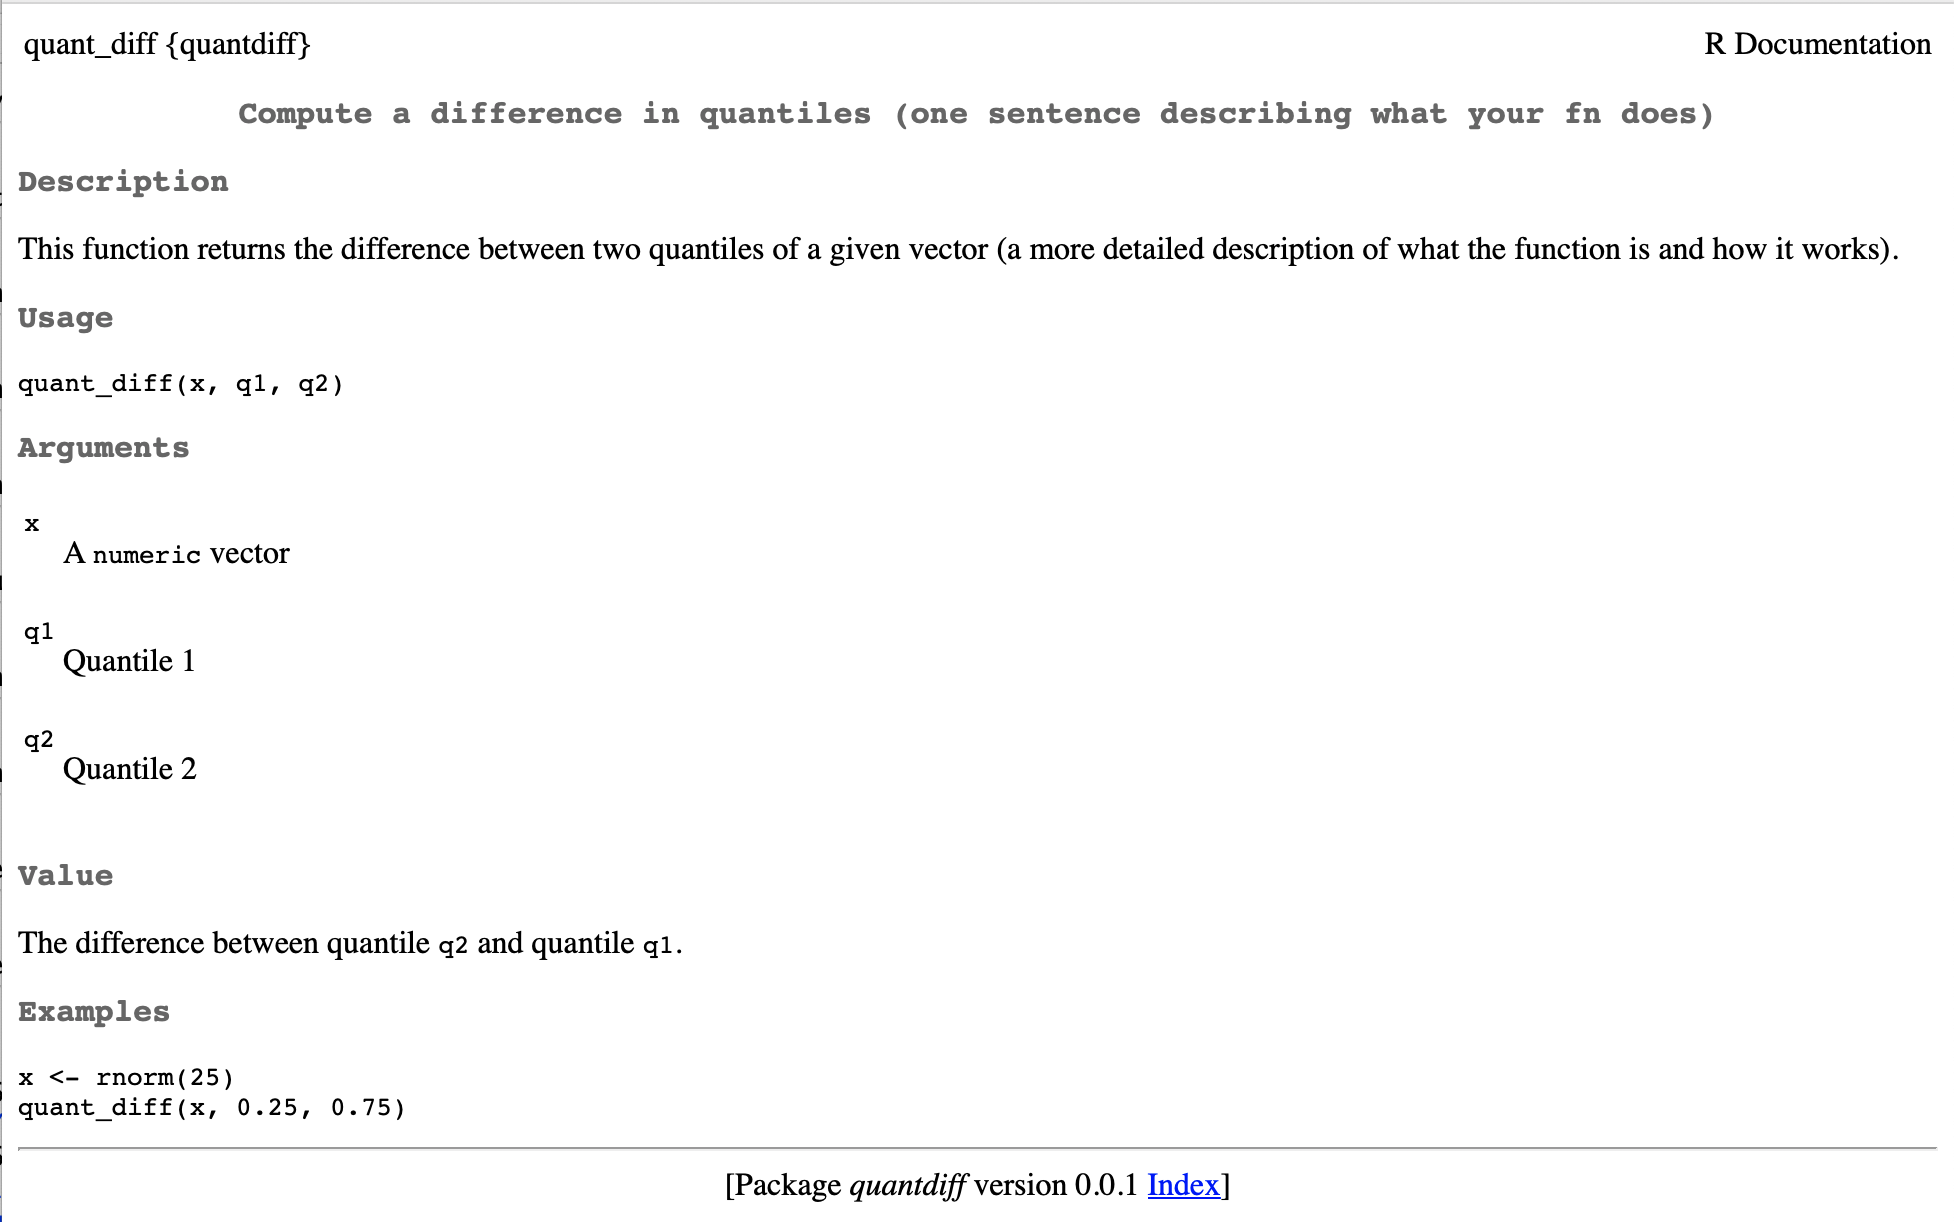 quant_diff {quantdiff} R Documentation
Compute a difference in quantiles (one sentence describing what your fn does)
Description
This function returns the difference between two quantiles of a given vector (a more detailed description of what the function is and how it works).
Usage
quant_diff(x, q1, q2)
Arguments
x
A numeric vector
q1
Quantile 1
q2
Quantile 2
Value
The difference between quantile q2 and quantile q1.
Examples
x <- rnorm(25)
quant_diff(x, 0.25, 0.75)
[Package quantdiff version 0.0.1 Index]